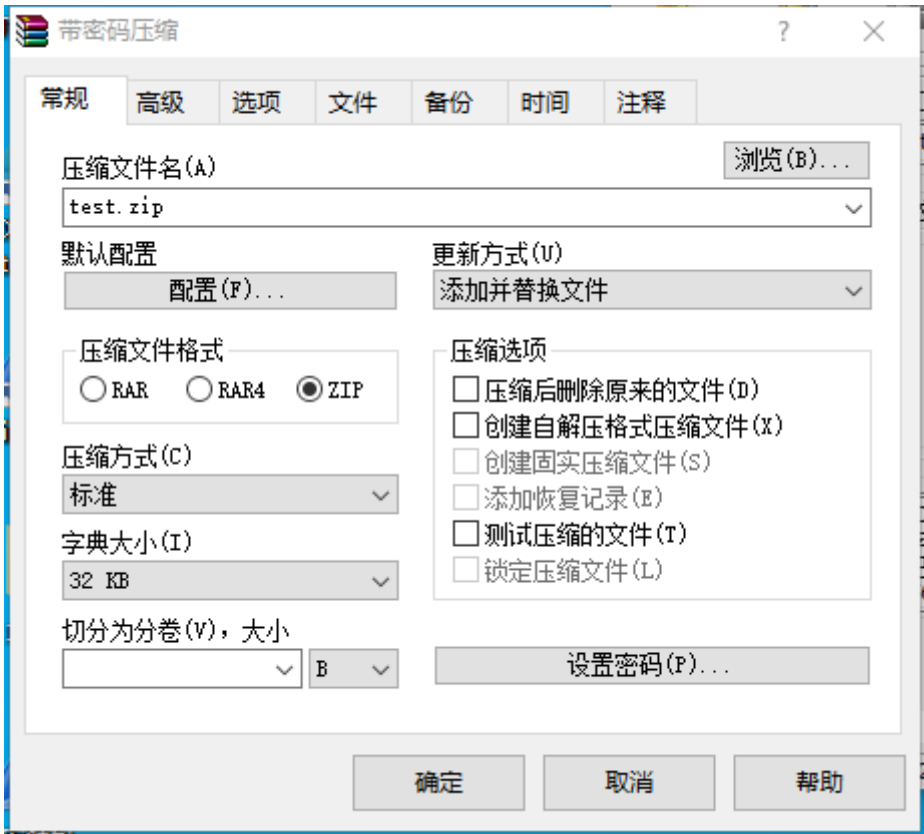 带密码压缩
?
常规 高级 选项 文件 备份 时间 注释
压缩文件名(A)
浏览(B)...
test.zip
默认配置
配置(F)...
更新方式(U)
添加并替换文件
压缩文件格式
RAR RAR4 ZIP
压缩方式(C)
标准
字典大小(I)
32 KB
切分为分卷(V)，大小
B
压缩选项
压缩后删除原来的文件(D)
创建自解压格式压缩文件(X)
创建固实压缩文件(S)
添加恢复记录(E)
测试压缩的文件(T)
锁定压缩文件(L)
设置密码(P)...
确定 取消 帮助